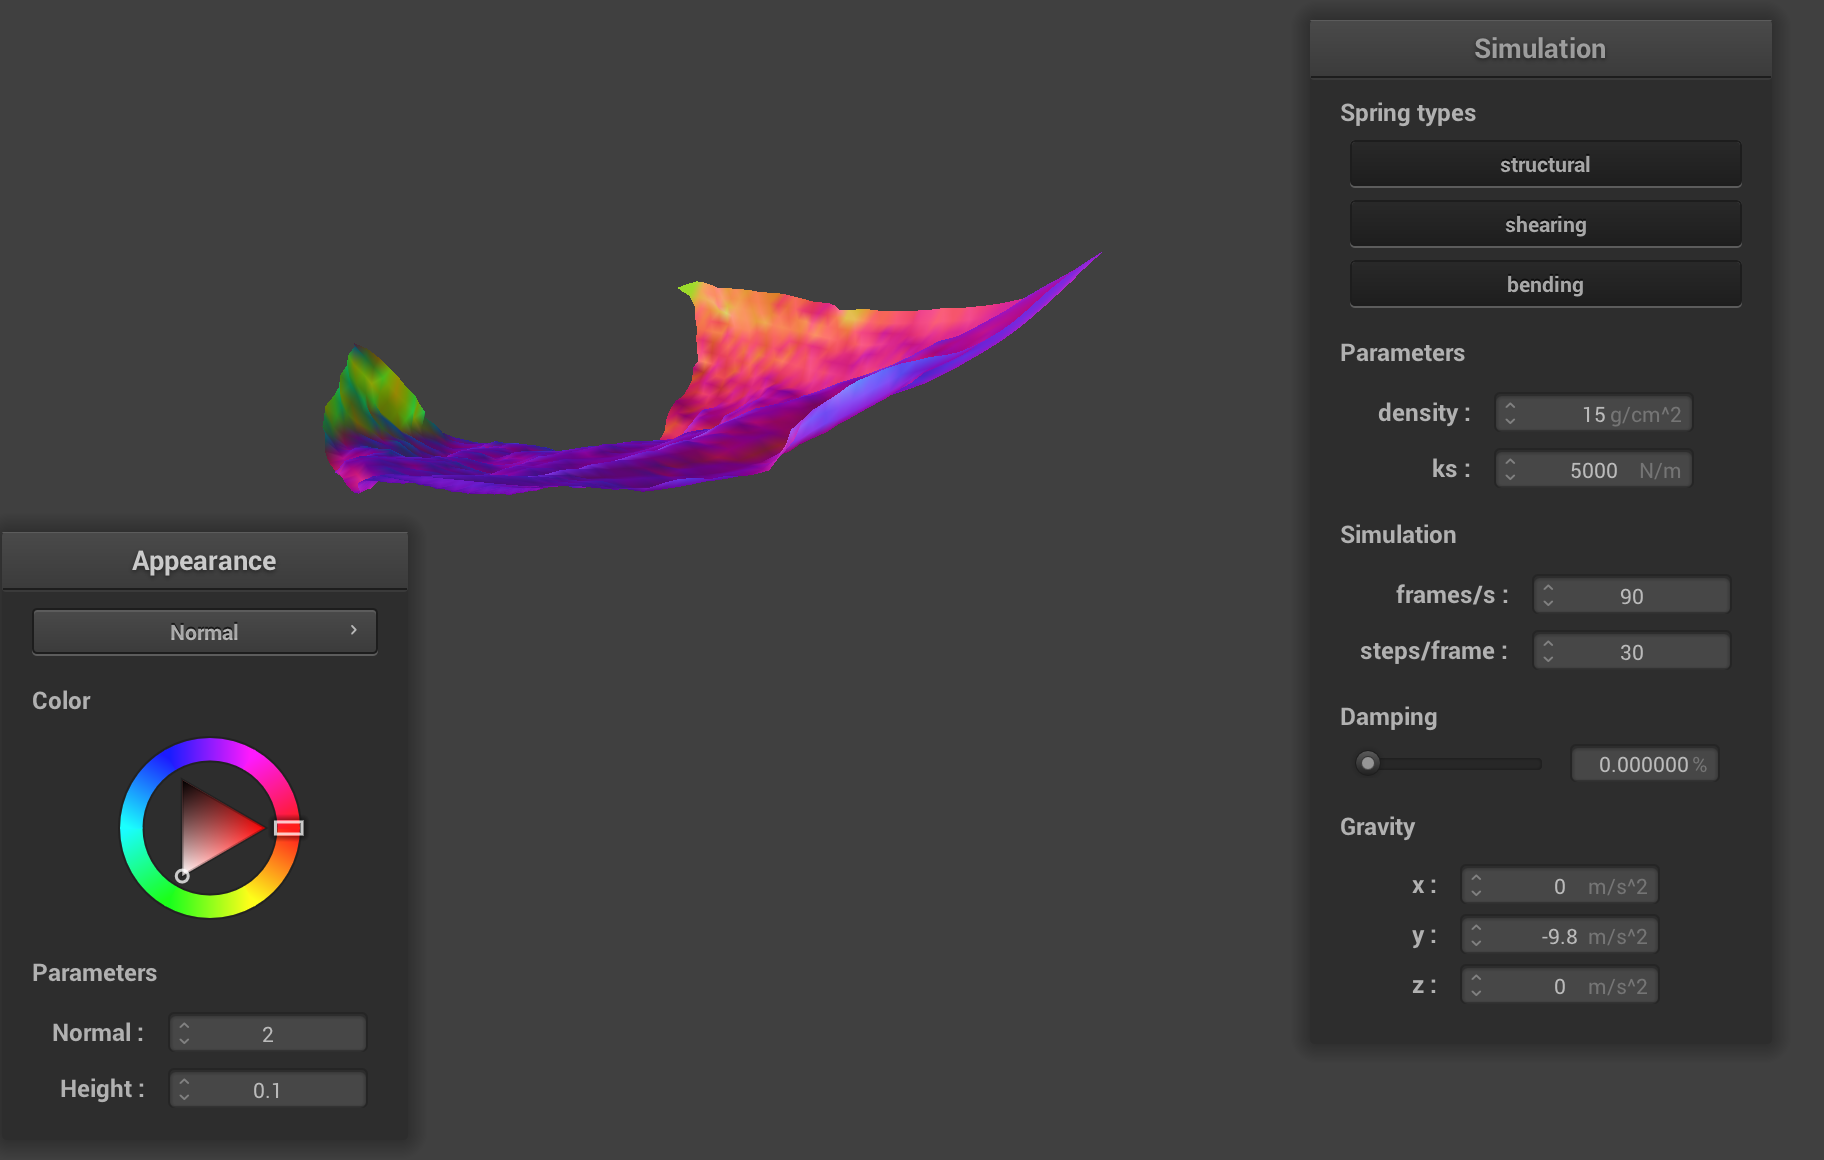 Simulation
Spring types
structural
shearing
bending
Parameters
density : 15 g/cm^2
ks : 5000 N/m
Simulation
frames/s : 90
steps/frame : 30
Damping
0.000000 %
Gravity
x : 0 m/s^2
y : -9.8 m/s^2
z : 0 m/s^2
Appearance
Normal
Color
Parameters
Normal : 2
Height : 0.1